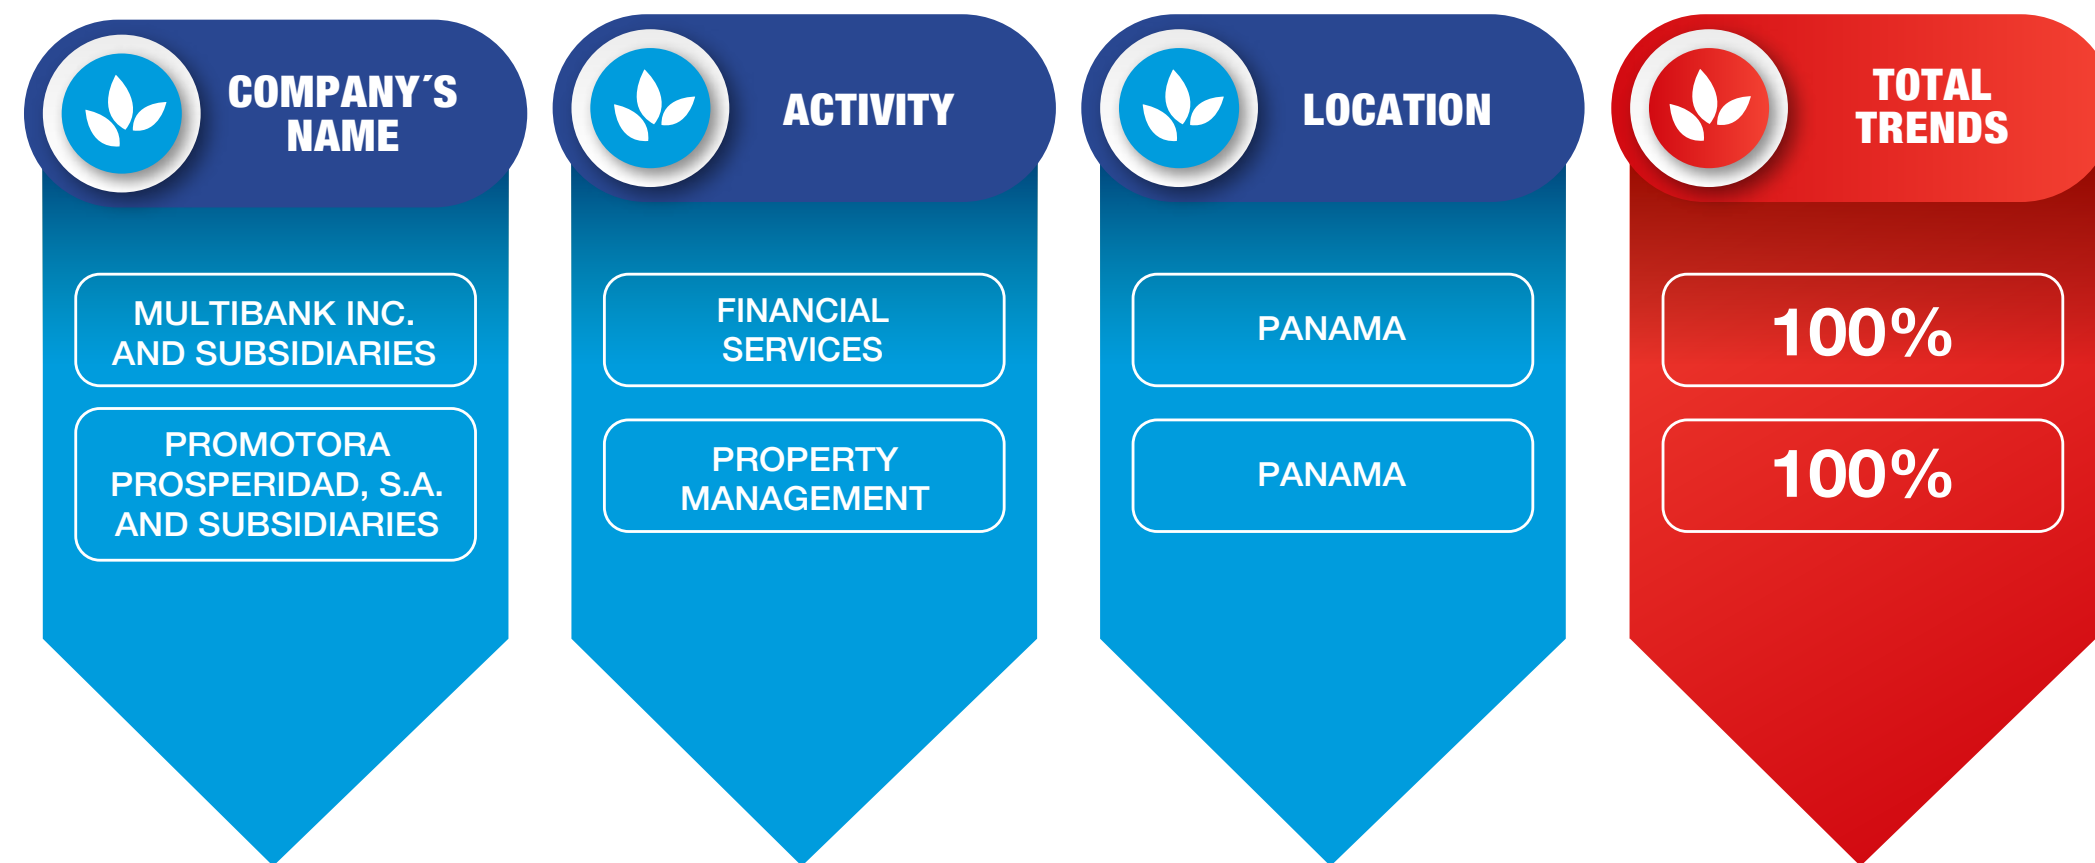 COMPANY´S
NAME
ACTIVITY
LOCATION
TOTAL
TRENDS
MULTIBANK INC.
AND SUBSIDIARIES
FINANCIAL
SERVICES
PANAMA
100%
PROMOTORA
PROSPERIDAD, S.A.
AND SUBSIDIARIES
PROPERTY
MANAGEMENT
PANAMA
100%